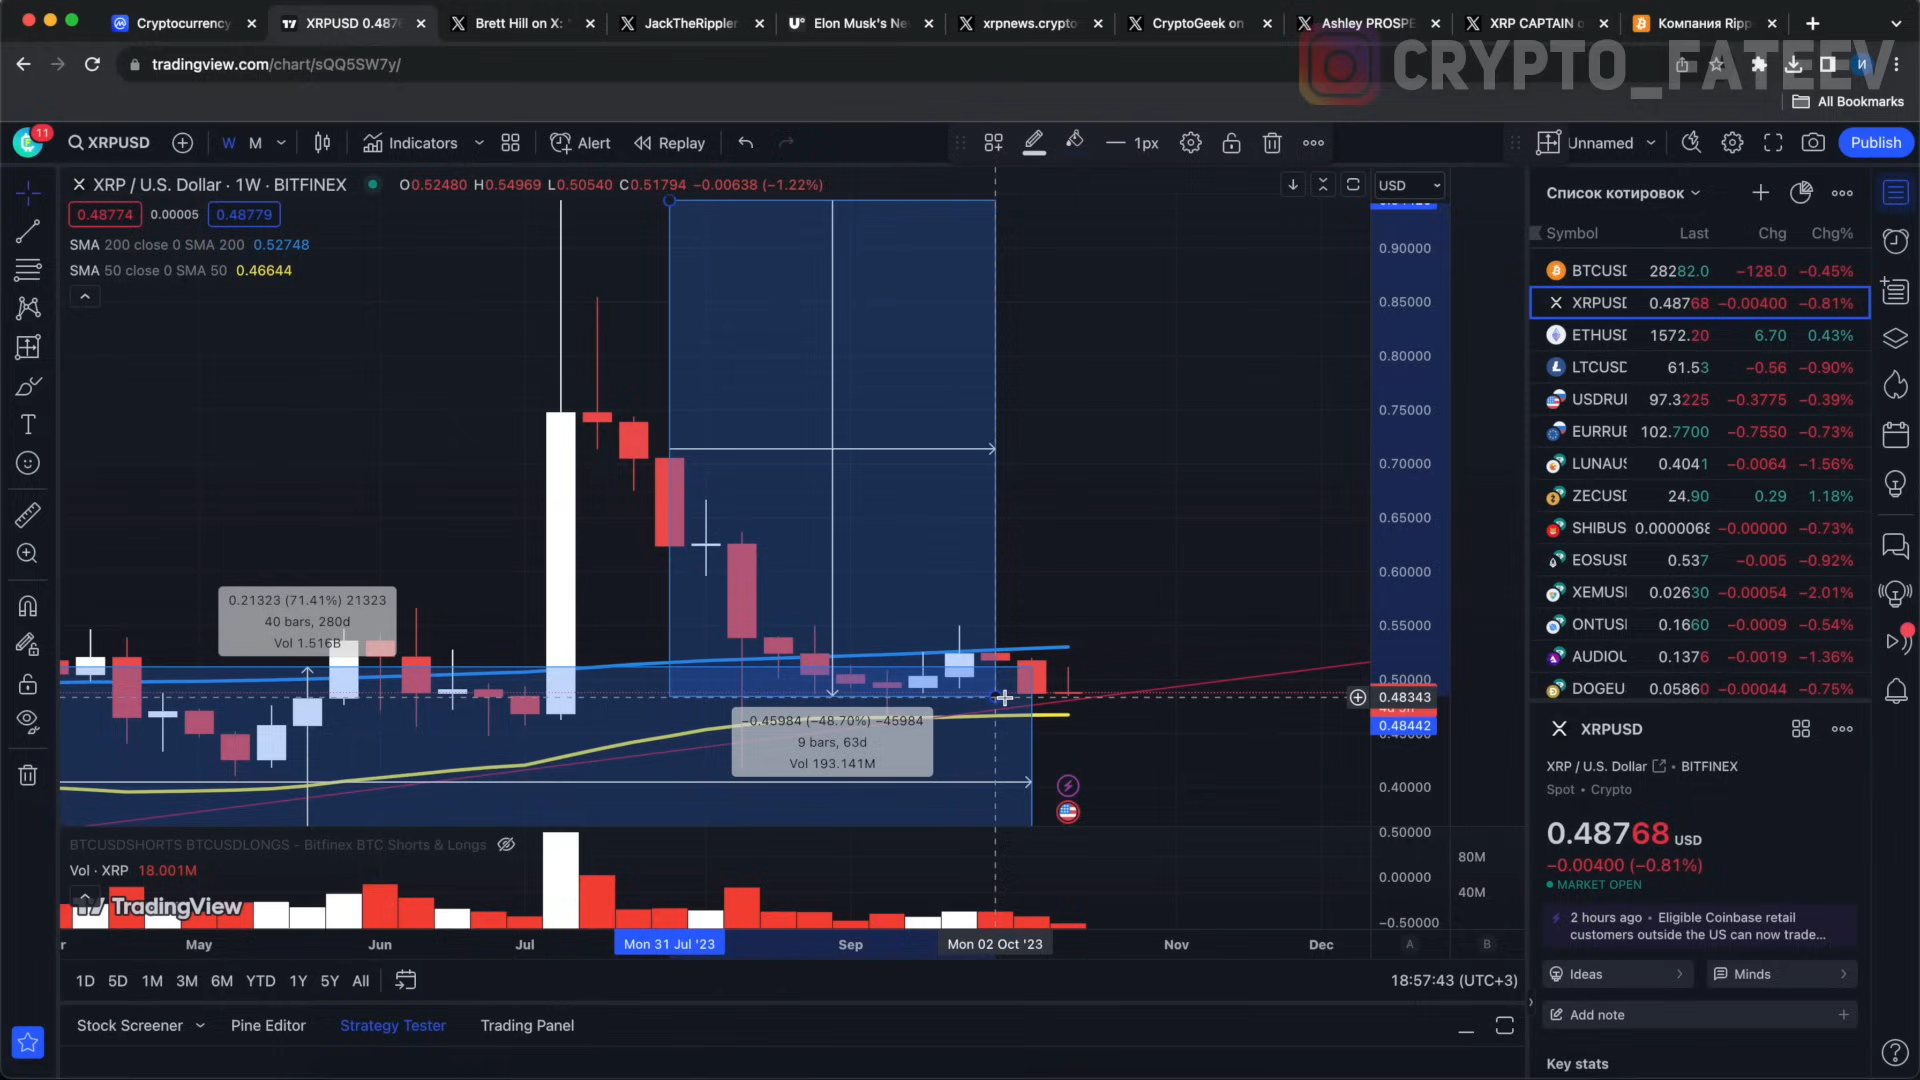 Cryptocurrency
XRPUSD 0.487
Brett Hill on X: "
JackTheRippler
U°
Elon Musk's Ne
xrpnews.crypto
CryptoGeek on
Ashley PROSPE
XRP CAPTAIN o
Компания Ripp
tradingview.com/chart/sQQ5SW7y/
CRYPTO_FATEEV
И
All Bookmarks
11
XRPUSD
W
M
Indicators
Alert
Replay
1px
Unnamed
Publish
XRP / U.S. Dollar · 1W · BITFINEX
O0.52480 H0.54969 L0.50540 C0.51794 −0.00638 (−1.22%)
USD
0.48774
0.00005
0.48779
SMA 200 close 0 SMA 200 0.52748
SMA 50 close 0 SMA 50 0.46644
0.90000
0.85000
0.80000
0.75000
0.70000
0.65000
0.60000
0.55000
0.50000
0.48343
0.48442
0.40000
0.21323 (71.41%) 21323
40 bars, 280d
Vol 1.516B
−0.45984 (−48.70%) −45984
9 bars, 63d
Vol 193.141M
BTCUSDSHORTS BTCUSDLONGS - Bitfinex BTC Shorts & Longs
Vol · XRP 18.001M
TradingView
0.50000
0.00000
−0.50000
80M
40M
May
Jun
Jul
Mon 31 Jul '23
Sep
Mon 02 Oct '23
Nov
Dec
A
B
1D 5D 1M 3M 6M YTD 1Y 5Y All
18:57:43 (UTC+3)
Stock Screener
Pine Editor
Strategy Tester
Trading Panel
Список котировок
Symbol Last Chg Chg%
BTCUSD 28282.0 −128.0 −0.45%
XRPUSD 0.48768 −0.00400 −0.81%
ETHUSD 1572.20 6.70 0.43%
LTCUSD 61.53 −0.56 −0.90%
USDRUB 97.3225 −0.3775 −0.39%
EURRUB 102.7700 −0.7550 −0.73%
LUNAUS 0.4041 −0.0064 −1.56%
ZECUSD 24.90 0.29 1.18%
SHIBUS 0.0000068 −0.00000 −0.73%
EOSUSD 0.537 −0.005 −0.92%
XEMUSD 0.02630 −0.00054 −2.01%
ONTUSD 0.1660 −0.0009 −0.54%
AUDIOU 0.1376 −0.0019 −1.36%
DOGEU 0.05860 −0.00044 −0.75%
XRPUSD
XRP / U.S. Dollar • BITFINEX
Spot • Crypto
0.48768 USD
−0.00400 (−0.81%)
MARKET OPEN
2 hours ago • Eligible Coinbase retail
customers outside the US can now trade...
Ideas
Minds
Add note
Key stats